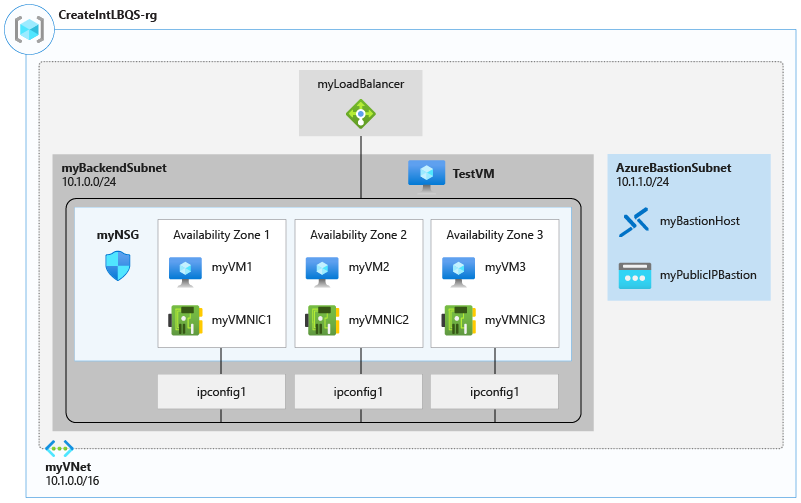 CreateIntLBQS-rg
myLoadBalancer
myBackendSubnet
10.1.0.0/24
TestVM
AzureBastionSubnet
10.1.1.0/24
myBastionHost
myPublicIPBastion
myNSG
Availability Zone 1
myVM1
myVMNIC1
Availability Zone 2
myVM2
myVMNIC2
Availability Zone 3
myVM3
myVMNIC3
ipconfig1
ipconfig1
ipconfig1
myVNet
10.1.0.0/16